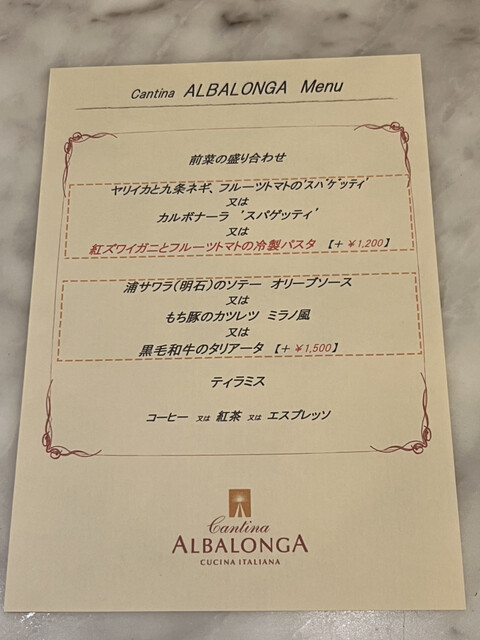 Cantina ALBALONGA Menu
前菜の盛り合わせ
ヤリイカと九条ネギ、フルーツトマトの'スパゲッティ'
又は
カルボナーラ 'スパゲッティ'
又は
紅ズワイガニとフルーツトマトの冷製パスタ 【+ ¥1,200】
浦サワラ(明石)のソテー オリーブソース
又は
もち豚のカツレツ ミラノ風
又は
黒毛和牛のタリアータ 【+ ¥1,500】
ティラミス
コーヒー 又は 紅茶 又は エスプレッソ
Cantina
ALBALONGA
CUCINA ITALIANA